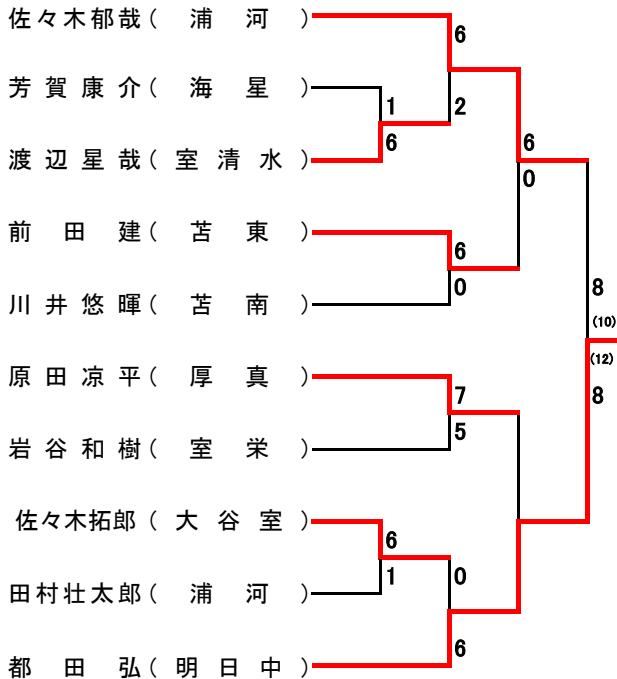 佐々木郁哉（ 浦 河 ）
6
芳賀康介（ 海 星 ）
1
2
渡辺星哉（ 室清水 ）
6
6
0
前 田 建（ 苫 東 ）
6
川井悠暉（ 苫 南 ）
0
8
(10)
(12)
8
原田凉平（ 厚 真 ）
7
岩谷和樹（ 室 栄 ）
5
佐々木拓郎（ 大谷室 ）
6
田村壮太郎（ 浦 河 ）
1
0
都 田 弘（ 明日中 ）
6